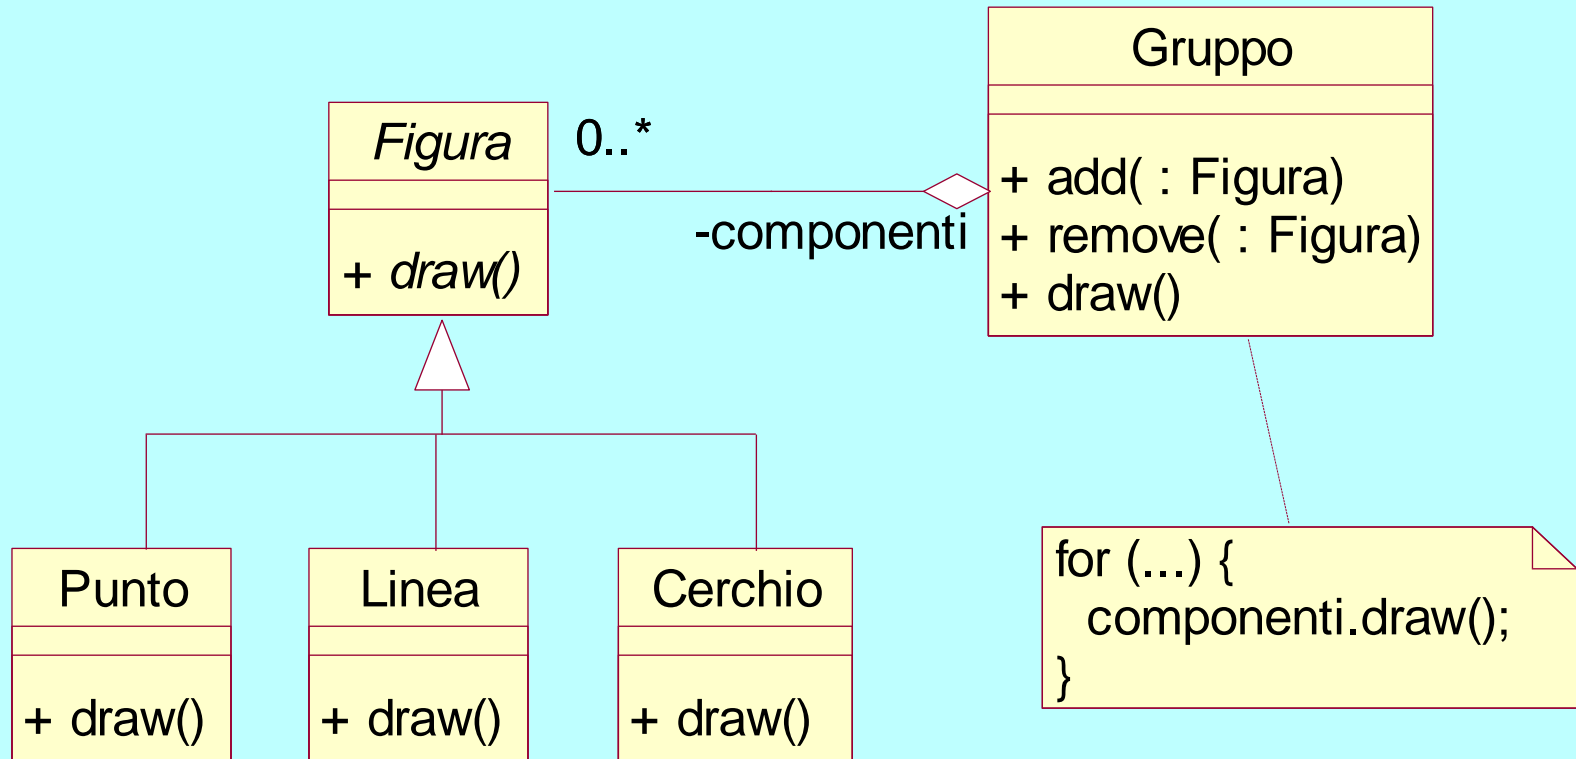 Gruppo
+ add( : Figura)
+ remove( : Figura)
+ draw()
Figura
+ draw()
0..*
-componenti
Punto
+ draw()
Linea
+ draw()
Cerchio
+ draw()
for (...) {
componenti.draw();
}